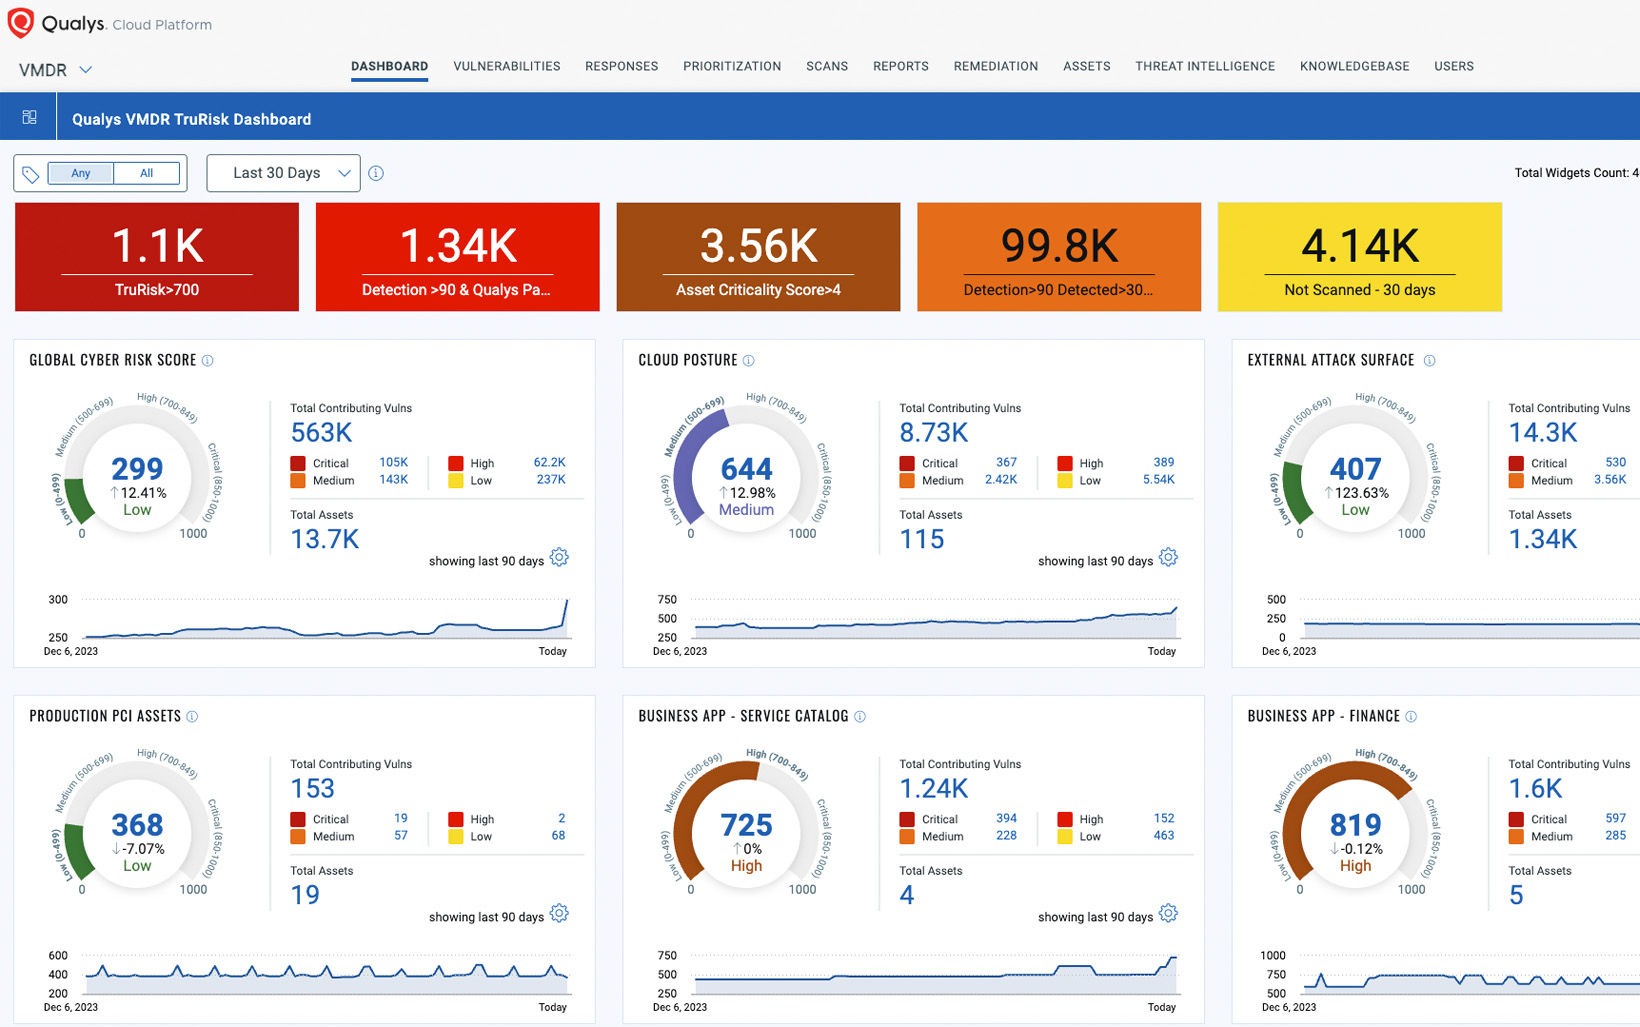 Qualys. Cloud Platform
VMDR
DASHBOARD VULNERABILITIES RESPONSES PRIORITIZATION SCANS REPORTS REMEDIATION ASSETS THREAT INTELLIGENCE KNOWLEDGEBASE USERS
Qualys VMDR TruRisk Dashboard
Any All Last 30 Days
Total Widgets Count: 4
1.1K
TruRisk>700
1.34K
Detection >90 & Qualys Pa...
3.56K
Asset Criticality Score>4
99.8K
Detection>90 Detected>30...
4.14K
Not Scanned - 30 days
GLOBAL CYBER RISK SCORE
Low (0-499)
Medium (500-699)
High (700-849)
Critical (850-1000)
299
↑12.41%
Low
0 1000
Total Contributing Vulns
563K
Critical 105K High 62.2K
Medium 143K Low 237K
Total Assets
13.7K
showing last 90 days
300
250
Dec 6, 2023 Today
CLOUD POSTURE
Low (0-499)
Medium (500-699)
High (700-849)
Critical (850-1000)
644
↑12.98%
Medium
0 1000
Total Contributing Vulns
8.73K
Critical 367 High 389
Medium 2.42K Low 5.54K
Total Assets
115
showing last 90 days
750
500
250
Dec 6, 2023 Today
EXTERNAL ATTACK SURFACE
Low (0-499)
Medium (500-699)
High (700-849)
Critical (850-1000)
407
↑123.63%
Low
0 1000
Total Contributing Vulns
14.3K
Critical 530
Medium 3.56K
Total Assets
1.34K
500
250
0
Dec 6, 2023
PRODUCTION PCI ASSETS
Low (0-499)
Medium (500-699)
High (700-849)
Critical (850-1000)
368
↓-7.07%
Low
0 1000
Total Contributing Vulns
153
Critical 19 High 2
Medium 57 Low 68
Total Assets
19
showing last 90 days
600
400
200
Dec 6, 2023 Today
BUSINESS APP - SERVICE CATALOG
Low (0-499)
Medium (500-699)
High (700-849)
Critical (850-1000)
725
↑0%
High
0 1000
Total Contributing Vulns
1.24K
Critical 394 High 152
Medium 228 Low 463
Total Assets
4
showing last 90 days
750
500
250
Dec 6, 2023 Today
BUSINESS APP - FINANCE
Low (0-499)
Medium (500-699)
High (700-849)
Critical (850-1000)
819
↓-0.12%
High
0 1000
Total Contributing Vulns
1.6K
Critical 597
Medium 285
Total Assets
5
1000
750
500
Dec 6, 2023